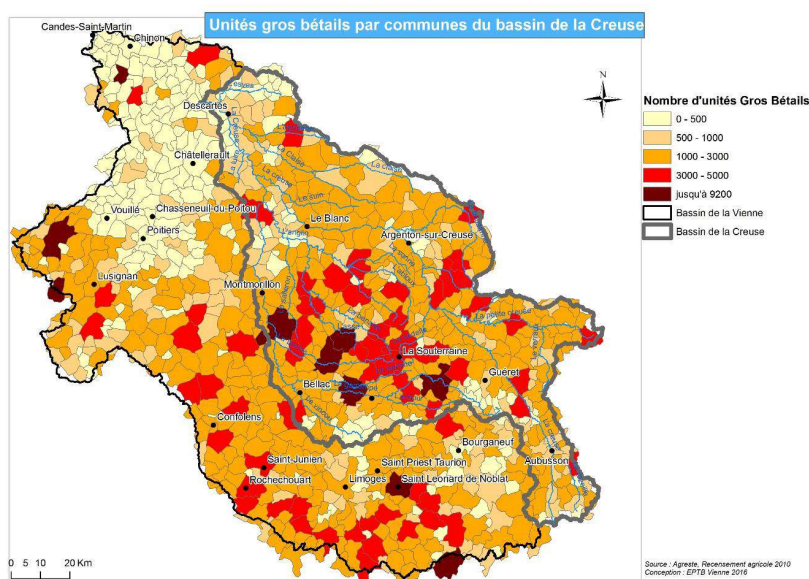 Unités gros bétails par communes du bassin de la Creuse
Candes-Saint-Martin
Chinon
Descartes
Châtellerault
Vouillé
Chasseneuil-du-Poitou
Poitiers
Lusignan
Le Blanc
Argenton-sur-Creuse
Montmorillon
La petite creuse
La Souterraine
Guéret
Bellac
Confolens
Bourganeuf
Aubusson
Saint-Junien
Saint Priest Taurion
Rochechouart
Limoges
Saint Leonard de Noblat
N
Nombre d'unités Gros Bétails
0 - 500
500 - 1000
1000 - 3000
3000 - 5000
jusqu'à 9200
Bassin de la Vienne
Bassin de la Creuse
0 5 10 20 Km
Source : Agreste, Recensement agricole 2010
Conception : EPTB Vienne 2016